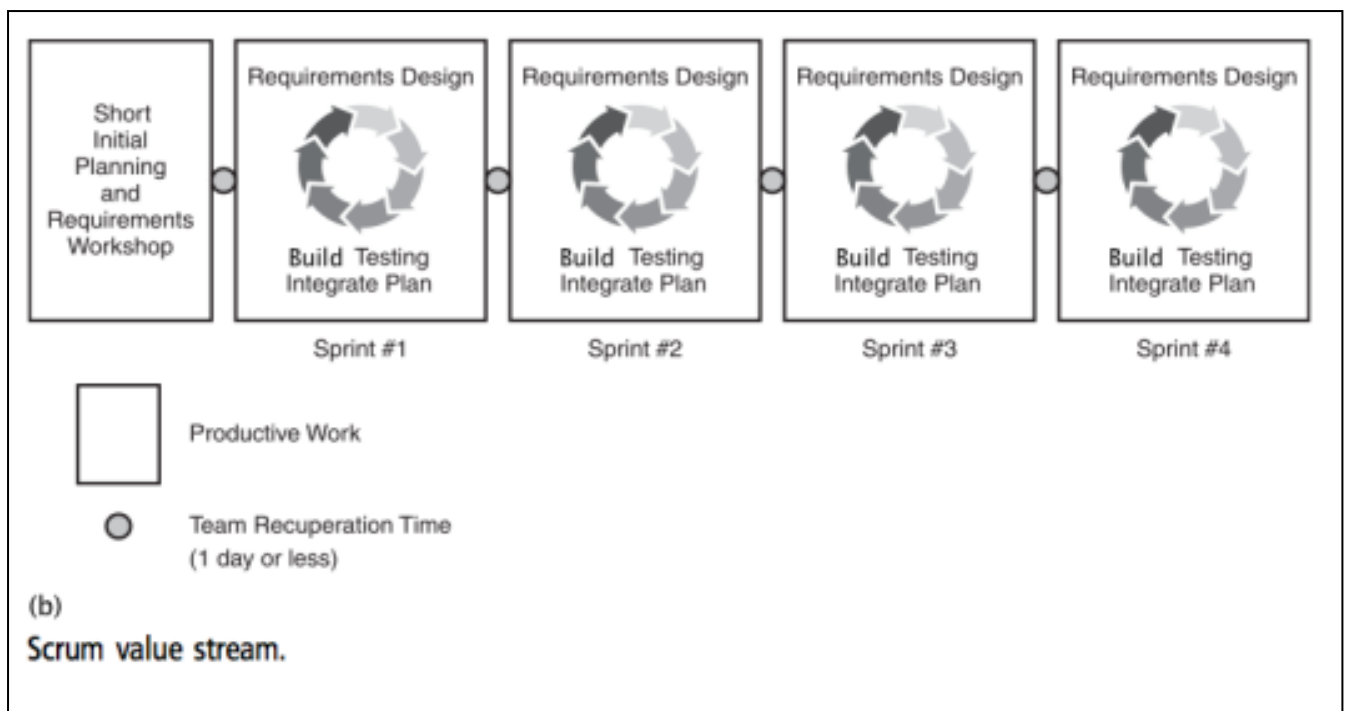 Short
Initial
Planning
and
Requirements
Workshop
Requirements Design
Build Testing
Integrate Plan
Sprint #1
Requirements Design
Build Testing
Integrate Plan
Sprint #2
Requirements Design
Build Testing
Integrate Plan
Sprint #3
Requirements Design
Build Testing
Integrate Plan
Sprint #4
Productive Work
Team Recuperation Time
(1 day or less)
(b)
Scrum value stream.